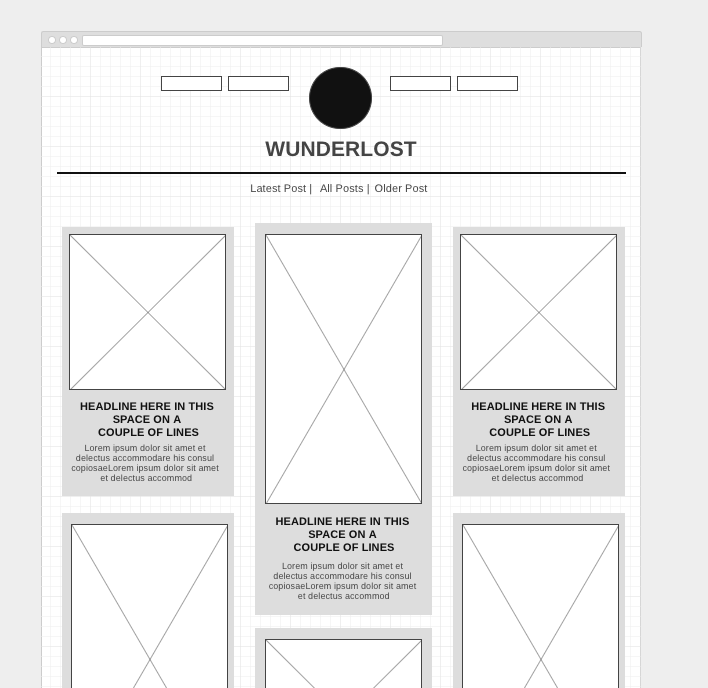 WUNDERLOST
Latest Post | All Posts | Older Post
HEADLINE HERE IN THIS
SPACE ON A
COUPLE OF LINES
Lorem ipsum dolor sit amet et
delectus accommodare his consul
copiosaeLorem ipsum dolor sit amet
et delectus accommod
HEADLINE HERE IN THIS
SPACE ON A
COUPLE OF LINES
Lorem ipsum dolor sit amet et
delectus accommodare his consul
copiosaeLorem ipsum dolor sit amet
et delectus accommod
HEADLINE HERE IN THIS
SPACE ON A
COUPLE OF LINES
Lorem ipsum dolor sit amet et
delectus accommodare his consul
copiosaeLorem ipsum dolor sit amet
et delectus accommod